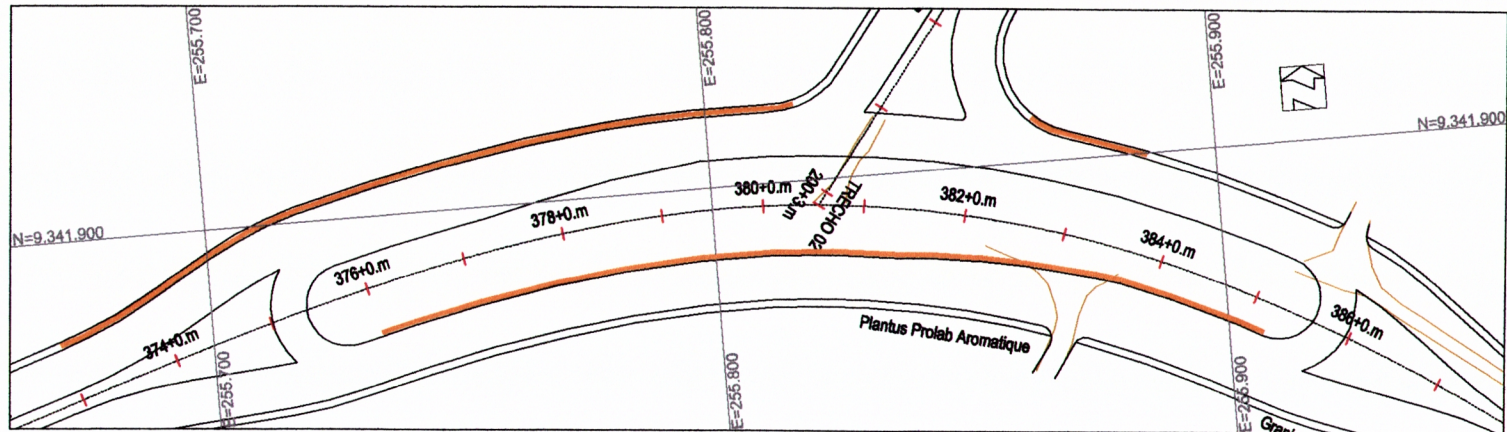 E=255.700
E=255.800
E=255.900
N=9.341.900
N=9.341.900
374+0.m
376+0.m
378+0.m
380+0.m
382+0.m
384+0.m
386+0.m
200+3.m
TRECHO 02
Plantus Prolab Aromatique
E=255.700
E=255.800
E=255.900